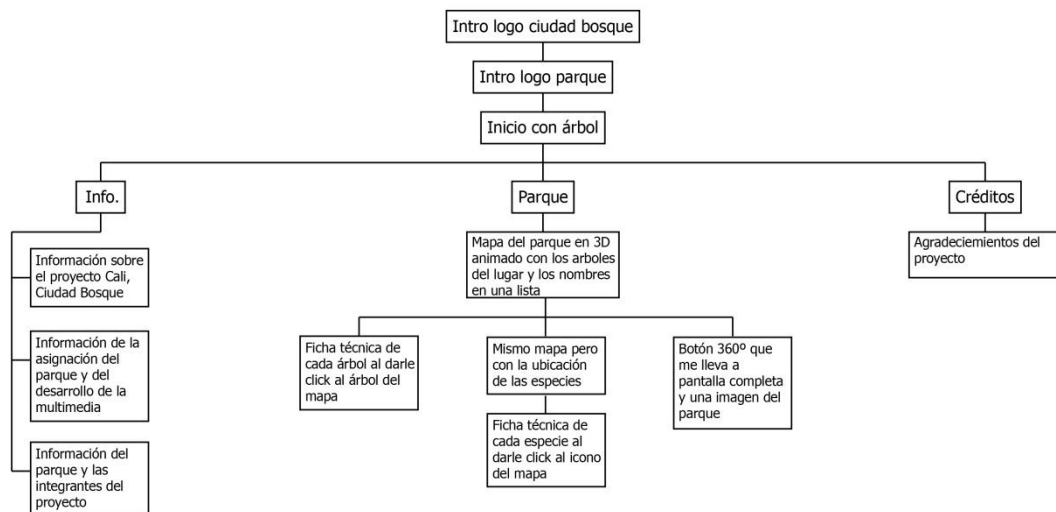 Intro logo ciudad bosque
Intro logo parque
Inicio con árbol
Info.
Parque
Créditos
Información sobre
el proyecto Cali,
Ciudad Bosque
Información de la
asignación del
parque y del
desarrollo de la
multimedia
Información del
parque y las
integrantes del
proyecto
Mapa del parque en 3D
animado con los arboles
del lugar y los nombres
en una lista
Ficha técnica de
cada árbol al darle
click al árbol del
mapa
Mismo mapa pero
con la ubicación
de las especies
Ficha técnica de
cada especie al
darle click al icono
del mapa
Botón 360º que
me lleva a
pantalla completa
y una imagen del
parque
Agradeciemientos del
proyecto